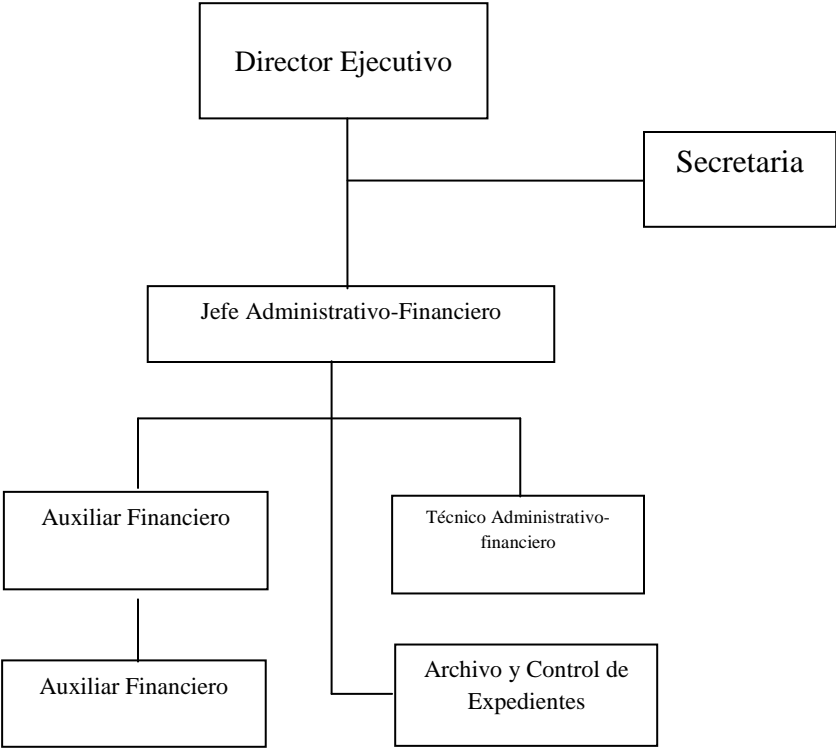 Director Ejecutivo
Secretaria
Jefe Administrativo-Financiero
Auxiliar Financiero
Técnico Administrativo-
financiero
Auxiliar Financiero
Archivo y Control de
Expedientes